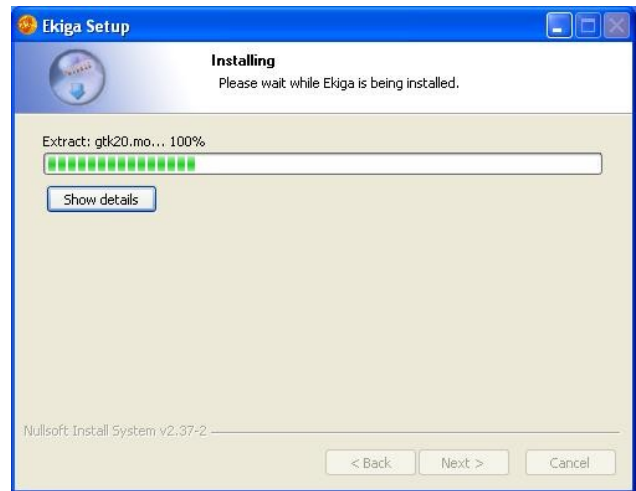 Ekiga Setup
Installing
Please wait while Ekiga is being installed.
Extract: gtk20.mo... 100%
Show details
Nullsoft Install System v2.37-2
< Back
Next >
Cancel